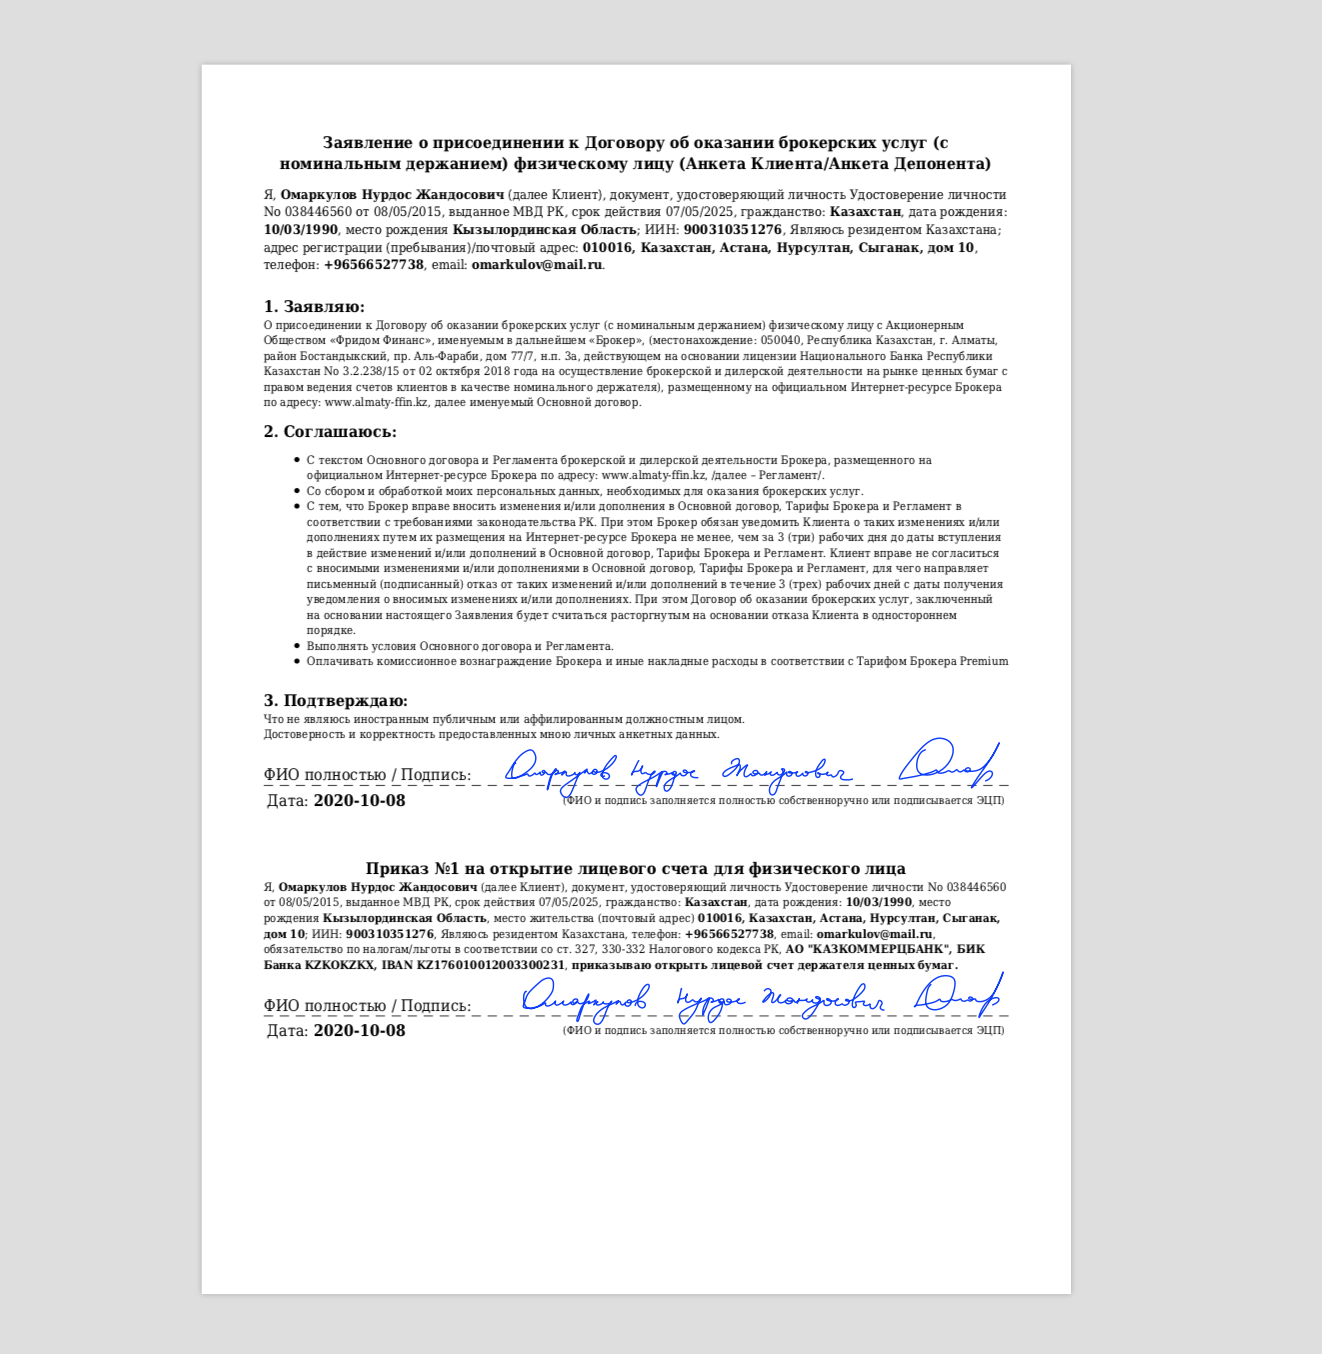 Заявление о присоединении к Договору об оказании брокерских услуг (с
номинальным держанием) физическому лицу (Анкета Клиента/Анкета Депонента)
Я, Омаркулов Нурдос Жандосович (далее Клиент), документ, удостоверяющий личность Удостоверение личности
No 038446560 от 08/05/2015, выданное МВД РК, срок действия 07/05/2025, гражданство: Казахстан, дата рождения:
10/03/1990, место рождения Кызылординская Область; ИИН: 900310351276, Являюсь резидентом Казахстана;
адрес регистрации (пребывания)/почтовый адрес: 010016, Казахстан, Астана, Нурсултан, Сыганак, дом 10,
телефон: +96566527738, email: omarkulov@mail.ru.
1. Заявляю:
О присоединении к Договору об оказании брокерских услуг (с номинальным держанием) физическому лицу с Акционерным
Обществом «Фридом Финанс», именуемым в дальнейшем «Брокер», (местонахождение: 050040, Республика Казахстан, г. Алматы,
район Бостандыкский, пр. Аль-Фараби, дом 77/7, н.п. 3а, действующем на основании лицензии Национального Банка Республики
Казахстан No 3.2.238/15 от 02 октября 2018 года на осуществление брокерской и дилерской деятельности на рынке ценных бумаг с
правом ведения счетов клиентов в качестве номинального держателя), размещенному на официальном Интернет-ресурсе Брокера
по адресу: www.almaty-ffin.kz, далее именуемый Основной договор.
2. Соглашаюсь:
• С текстом Основного договора и Регламента брокерской и дилерской деятельности Брокера, размещенного на
официальном Интернет-ресурсе Брокера по адресу: www.almaty-ffin.kz, /далее – Регламент/.
• Со сбором и обработкой моих персональных данных, необходимых для оказания брокерских услуг.
• С тем, что Брокер вправе вносить изменения и/или дополнения в Основной договор, Тарифы Брокера и Регламент в
соответствии с требованиями законодательства РК. При этом Брокер обязан уведомить Клиента о таких изменениях и/или
дополнениях путем их размещения на Интернет-ресурсе Брокера не менее, чем за 3 (три) рабочих дня до даты вступления
в действие изменений и/или дополнений в Основной договор, Тарифы Брокера и Регламент. Клиент вправе не согласиться
с вносимыми изменениями и/или дополнениями в Основной договор, Тарифы Брокера и Регламент, для чего направляет
письменный (подписанный) отказ от таких изменений и/или дополнений в течение 3 (трех) рабочих дней с даты получения
уведомления о вносимых изменениях и/или дополнениях. При этом Договор об оказании брокерских услуг, заключенный
на основании настоящего Заявления будет считаться расторгнутым на основании отказа Клиента в одностороннем
порядке.
• Выполнять условия Основного договора и Регламента.
• Оплачивать комиссионное вознаграждение Брокера и иные накладные расходы в соответствии с Тарифом Брокера Premium
3. Подтверждаю:
Что не являюсь иностранным публичным или аффилированным должностным лицом.
Достоверность и корректность предоставленных мною личных анкетных данных.
ФИО полностью / Подпись: Омаркулов Нурдос Жандосович Омар
Дата: 2020-10-08 (ФИО и подпись заполняется полностью собственноручно или подписывается ЭЦП)
Приказ №1 на открытие лицевого счета для физического лица
Я, Омаркулов Нурдос Жандосович (далее Клиент), документ, удостоверяющий личность Удостоверение личности No 038446560
от 08/05/2015, выданное МВД РК, срок действия 07/05/2025, гражданство: Казахстан, дата рождения: 10/03/1990, место
рождения Кызылординская Область, место жительства (почтовый адрес) 010016, Казахстан, Астана, Нурсултан, Сыганак,
дом 10; ИИН: 900310351276, Являюсь резидентом Казахстана, телефон: +96566527738, email: omarkulov@mail.ru,
обязательство по налогам/льготы в соответствии со ст. 327, 330-332 Налогового кодекса РК, АО "КАЗКОММЕРЦБАНК", БИК
Банка KZKOKZKX, IBAN KZ176010012003300231, приказываю открыть лицевой счет держателя ценных бумаг.
ФИО полностью / Подпись: Омаркулов Нурдос Жандосович Омар
Дата: 2020-10-08 (ФИО и подпись заполняется полностью собственноручно или подписывается ЭЦП)